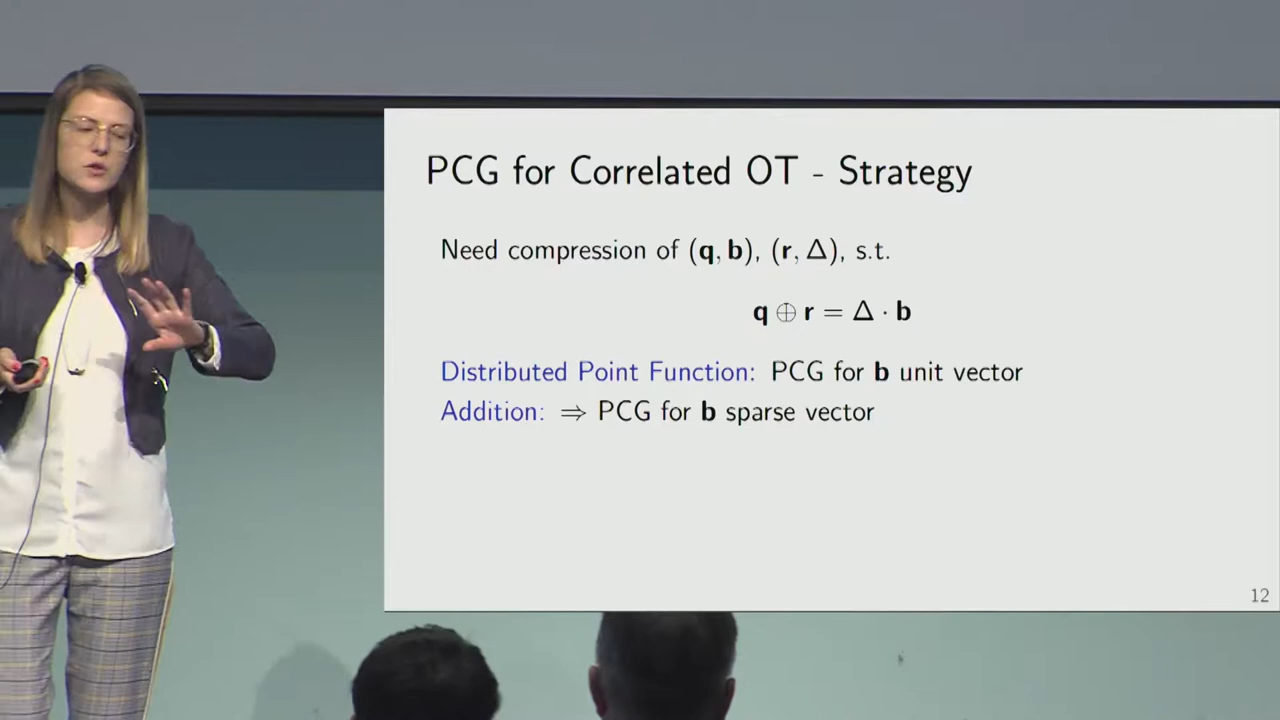 PCG for Correlated OT - Strategy
Need compression of (q, b), (r, Δ), s.t.
q ⊕ r = Δ · b
Distributed Point Function: PCG for b unit vector
Addition: ⇒ PCG for b sparse vector
12